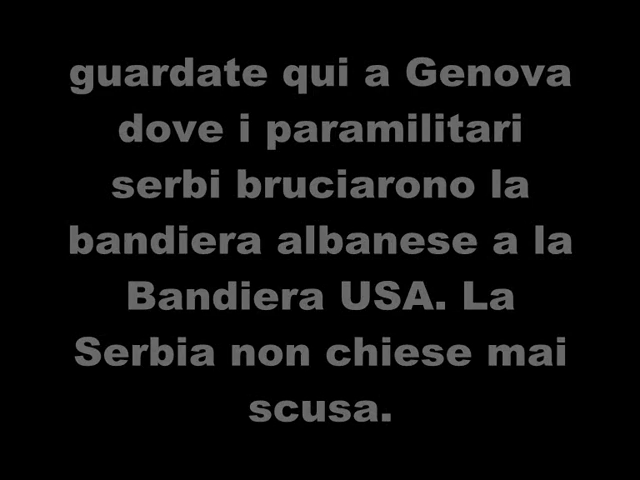 guardate qui a Genova
dove i paramilitari
serbi bruciarono la
bandiera albanese a la
Bandiera USA. La
Serbia non chiese mai
scusa.